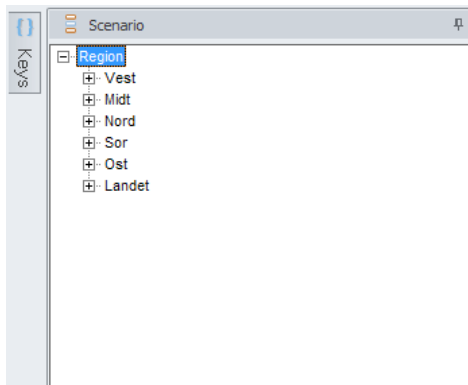 Scenario
Keys
Region
Vest
Midt
Nord
Sor
Ost
Landet